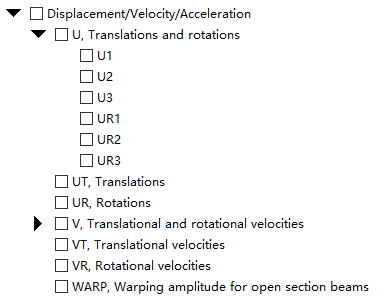 Displacement/Velocity/Acceleration
U, Translations and rotations
U1
U2
U3
UR1
UR2
UR3
UT, Translations
UR, Rotations
V, Translational and rotational velocities
VT, Translational velocities
VR, Rotational velocities
WARP, Warping amplitude for open section beams